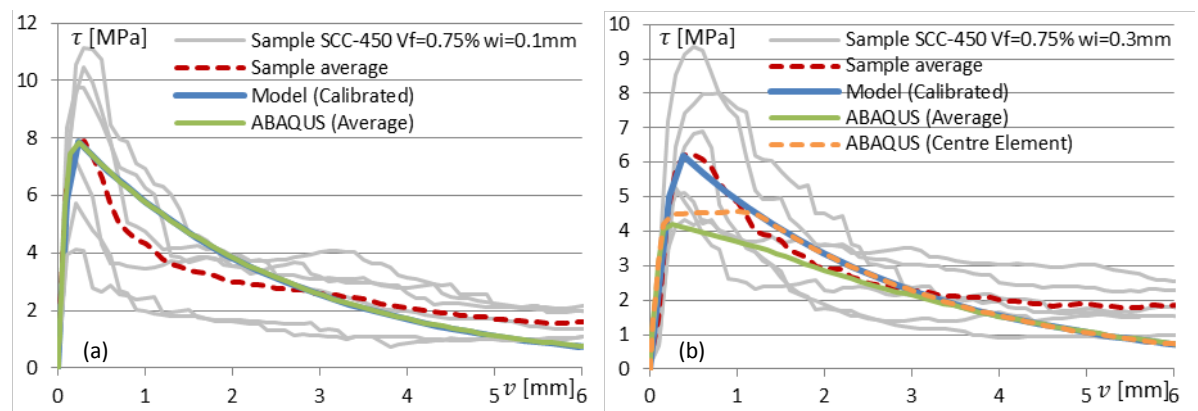 12
10
8
6
4
2
0
τ [MPa]
Sample SCC-450 Vf=0.75% wi=0.1mm
Sample average
Model (Calibrated)
ABAQUS (Average)
(a)
0 1 2 3 4 5 6
v [mm]
10
9
8
7
6
5
4
3
2
1
0
τ [MPa]
Sample SCC-450 Vf=0.75% wi=0.3mm
Sample average
Model (Calibrated)
ABAQUS (Average)
ABAQUS (Centre Element)
(b)
0 1 2 3 4 5 6
v [mm]